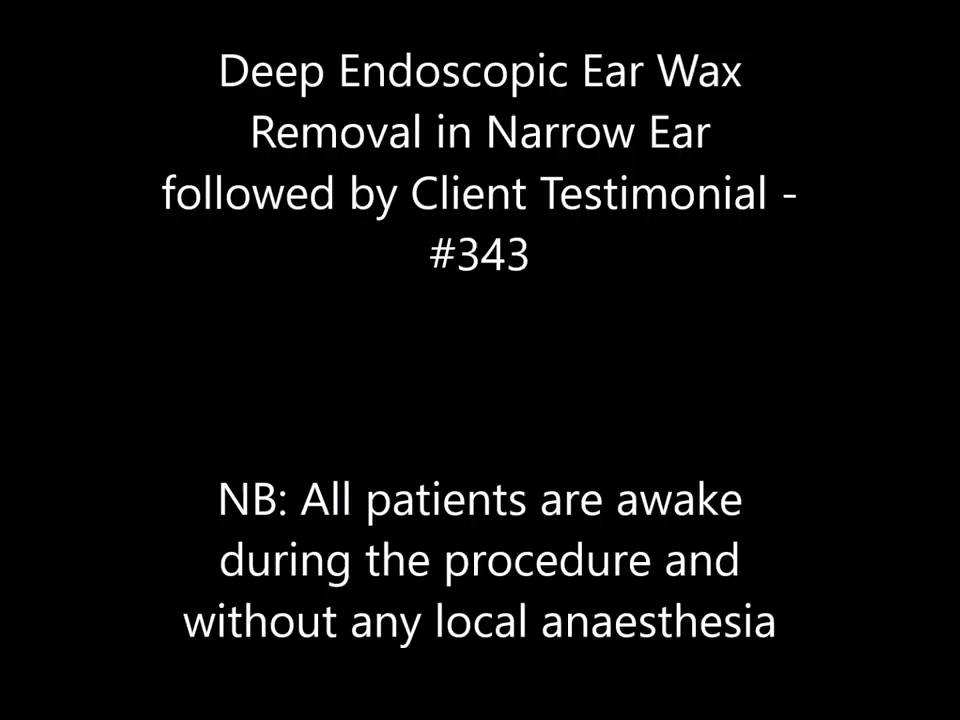 Deep Endoscopic Ear Wax
Removal in Narrow Ear
followed by Client Testimonial -
#343
NB: All patients are awake
during the procedure and
without any local anaesthesia